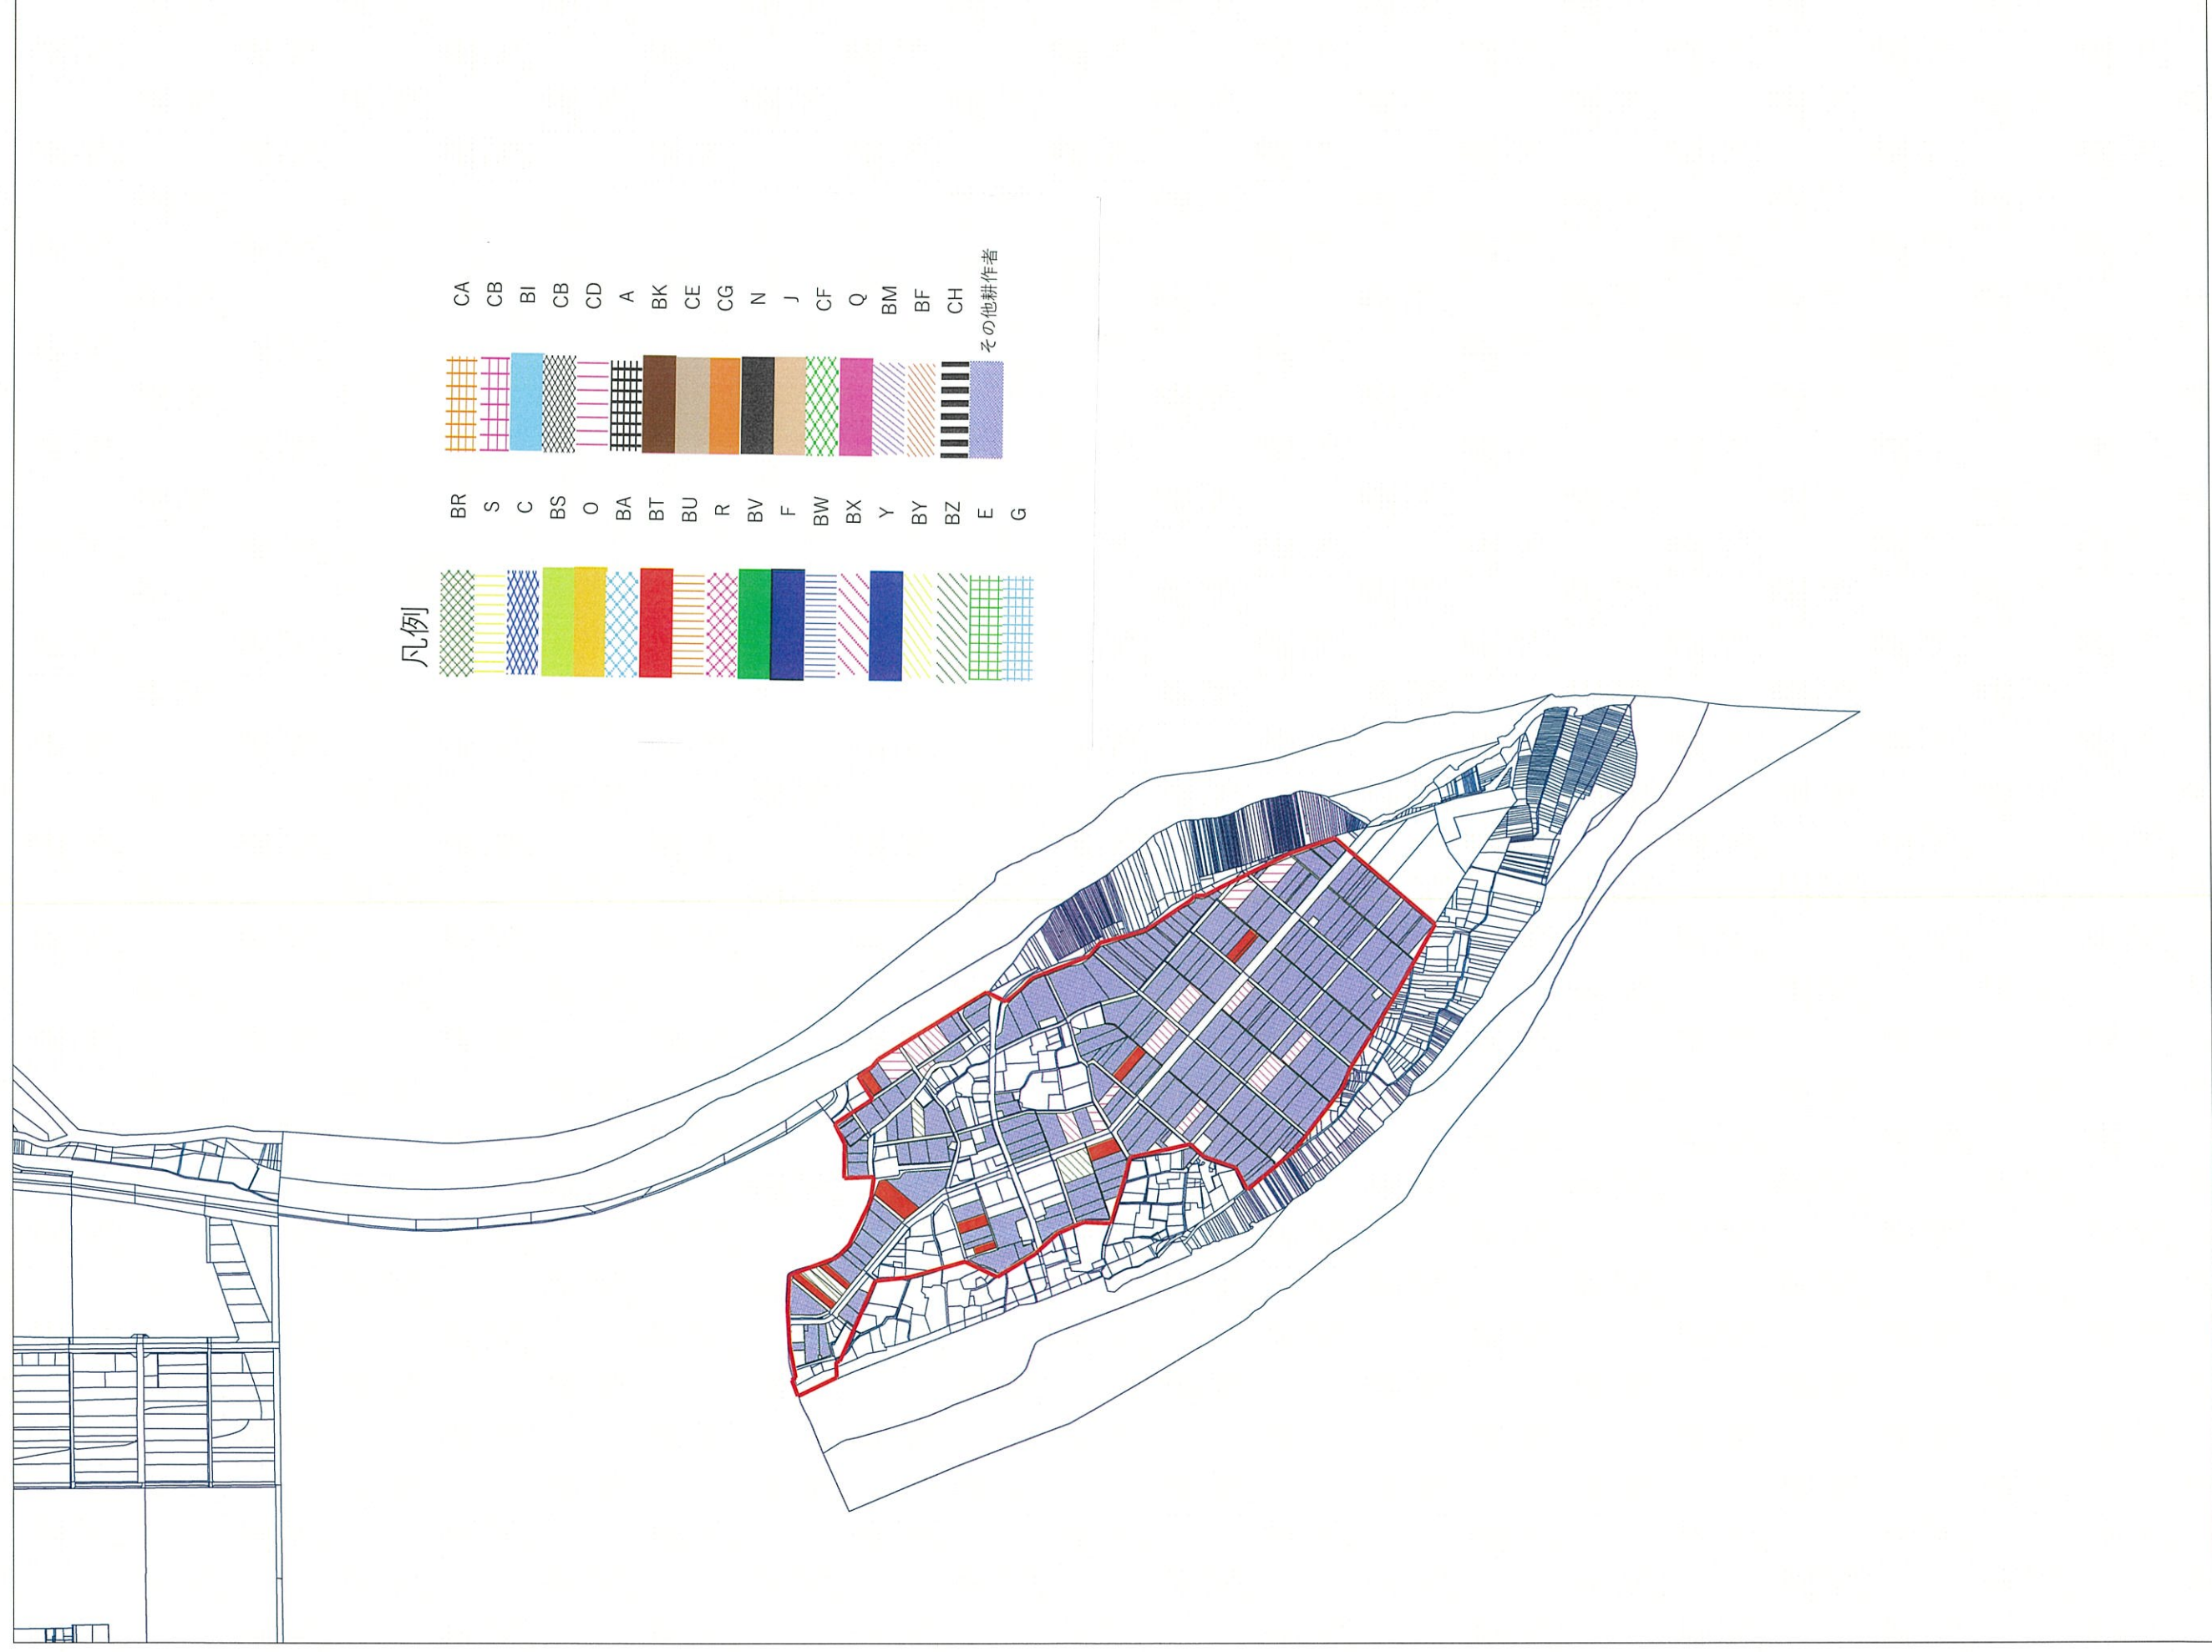 凡例
BR
S
C
BS
O
BA
BT
BU
R
BV
F
BW
BX
Y
BY
BZ
E
G
CA
CB
BI
CB
CD
A
BK
CE
CG
N
J
CF
Q
BM
BF
CH
その他耕作者